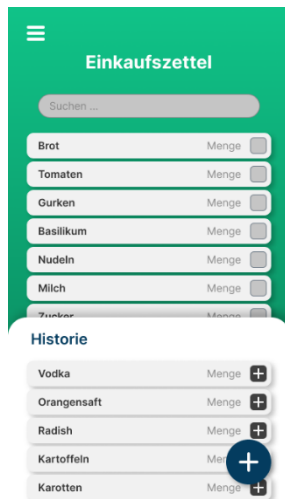 Einkaufszettel
Suchen ...
Brot Menge
Tomaten Menge
Gurken Menge
Basilikum Menge
Nudeln Menge
Milch Menge
Zucker
Historie
Vodka Menge
Orangensaft Menge
Radish Menge
Kartoffeln
Karotten Menge